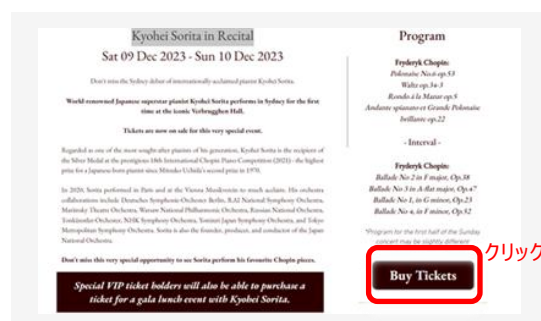 Kyohei Sorita in Recital
Sat 09 Dec 2023 - Sun 10 Dec 2023
Don't miss the Sydney debut of internationally acclaimed pianist Kyohei Sorita.
World renowned Japanese superstar pianist Kyohei Sorita performs in Sydney for the first
time at the iconic Verbrugghen Hall.
Tickets are now on sale for this very special event.
Regarded as one of the most sought-after pianists of his generation, Kyohei Sorita is the recipient of
the Silver Medal at the prestigious 18th International Chopin Piano Competition (2021) - the highest
prize for a Japanese-born pianist since Mitsuko Uchida's second prize in 1970.
In 2020, Sorita performed in Paris and at the Vienna Musikverein to much acclaim. His orchestra
collaborations include Deutsches Symphonie-Orchester Berlin, RAI National Symphony Orchestra,
Mariinsky Theatre Orchestra, Warsaw National Philharmonic Orchestra, Russian National Orchestra,
Tonkünstler-Orchester, NHK Symphony Orchestra, Yomiuri Japan Symphony Orchestra, and Tokyo
Metropolitan Symphony Orchestra. Sorita is also the founder, producer, and conductor of the Japan
National Orchestra.
Don't miss this very special opportunity to see Sorita perform his favourite Chopin pieces.
Special VIP ticket holders will also be able to purchase a
ticket for a gala lunch event with Kyohei Sorita.
Program
Fryderyk Chopin:
Polonaise No.6 op.53
Waltz op.34-3
Rondo à la Mazur op.5
Andante spianato et Grande Polonaise
brillante op.22
- Interval -
Fryderyk Chopin:
Ballade No 2 in F major, Op.38
Ballade No 3 in A-flat major, Op.47
Ballade No 1, in G minor, Op.23
Ballade No 4, in F minor, Op.52
*Program for the first half of the Sunday
concert may be slightly different
クリック
Buy Tickets